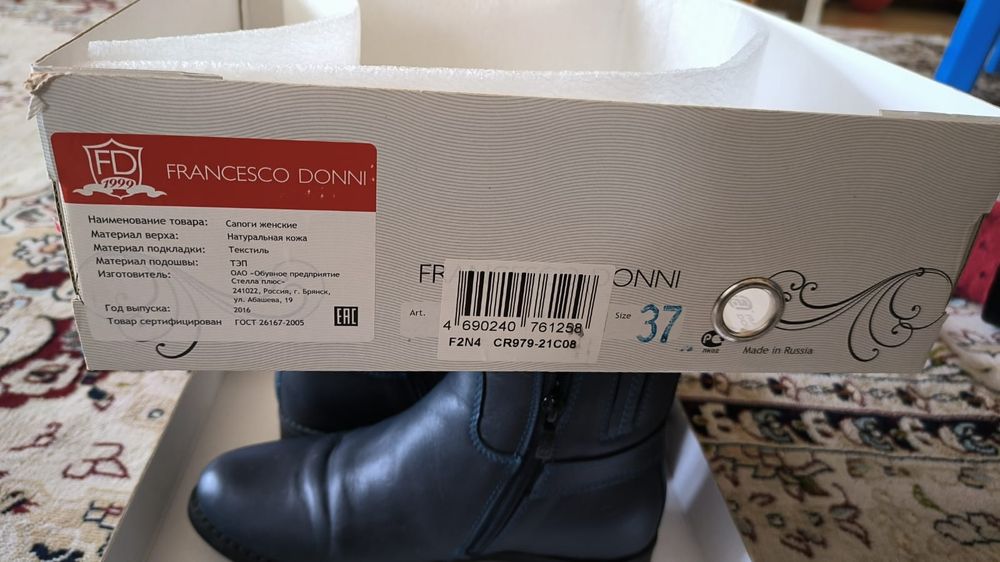 FD
1999
FRANCESCO DONNI
Наименование товара: Сапоги женские
Материал верха: Натуральная кожа
Материал подкладки: Текстиль
Материал подошвы: ТЭП
Изготовитель: ОАО «Обувное предприятие
Стелла плюс»
241022, Россия, г. Брянск,
ул. Абашева, 19
Год выпуска: 2016
Товар сертифицирован ГОСТ 26167-2005
EAC
FR DONNI
Art.
4 690240 761258
F2N4 CR979-21C08
Size 37
РС
Made in Russia